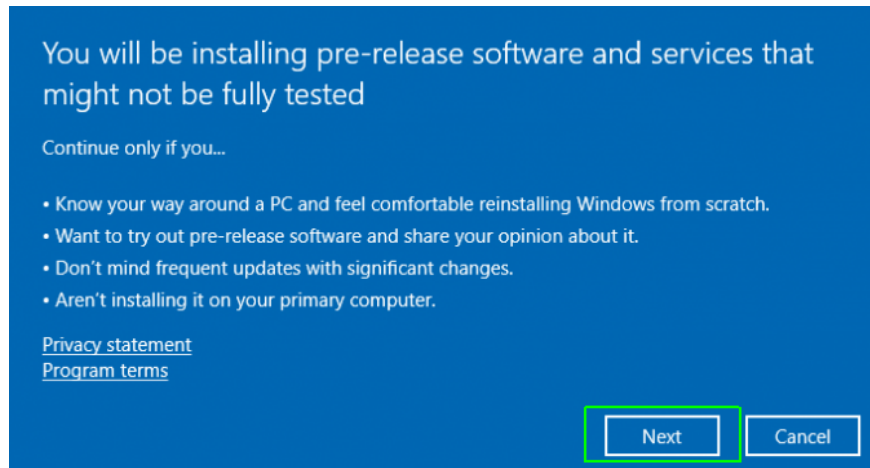 You will be installing pre-release software and services that
might not be fully tested
Continue only if you...
• Know your way around a PC and feel comfortable reinstalling Windows from scratch.
• Want to try out pre-release software and share your opinion about it.
• Don't mind frequent updates with significant changes.
• Aren't installing it on your primary computer.
Privacy statement
Program terms
Next Cancel